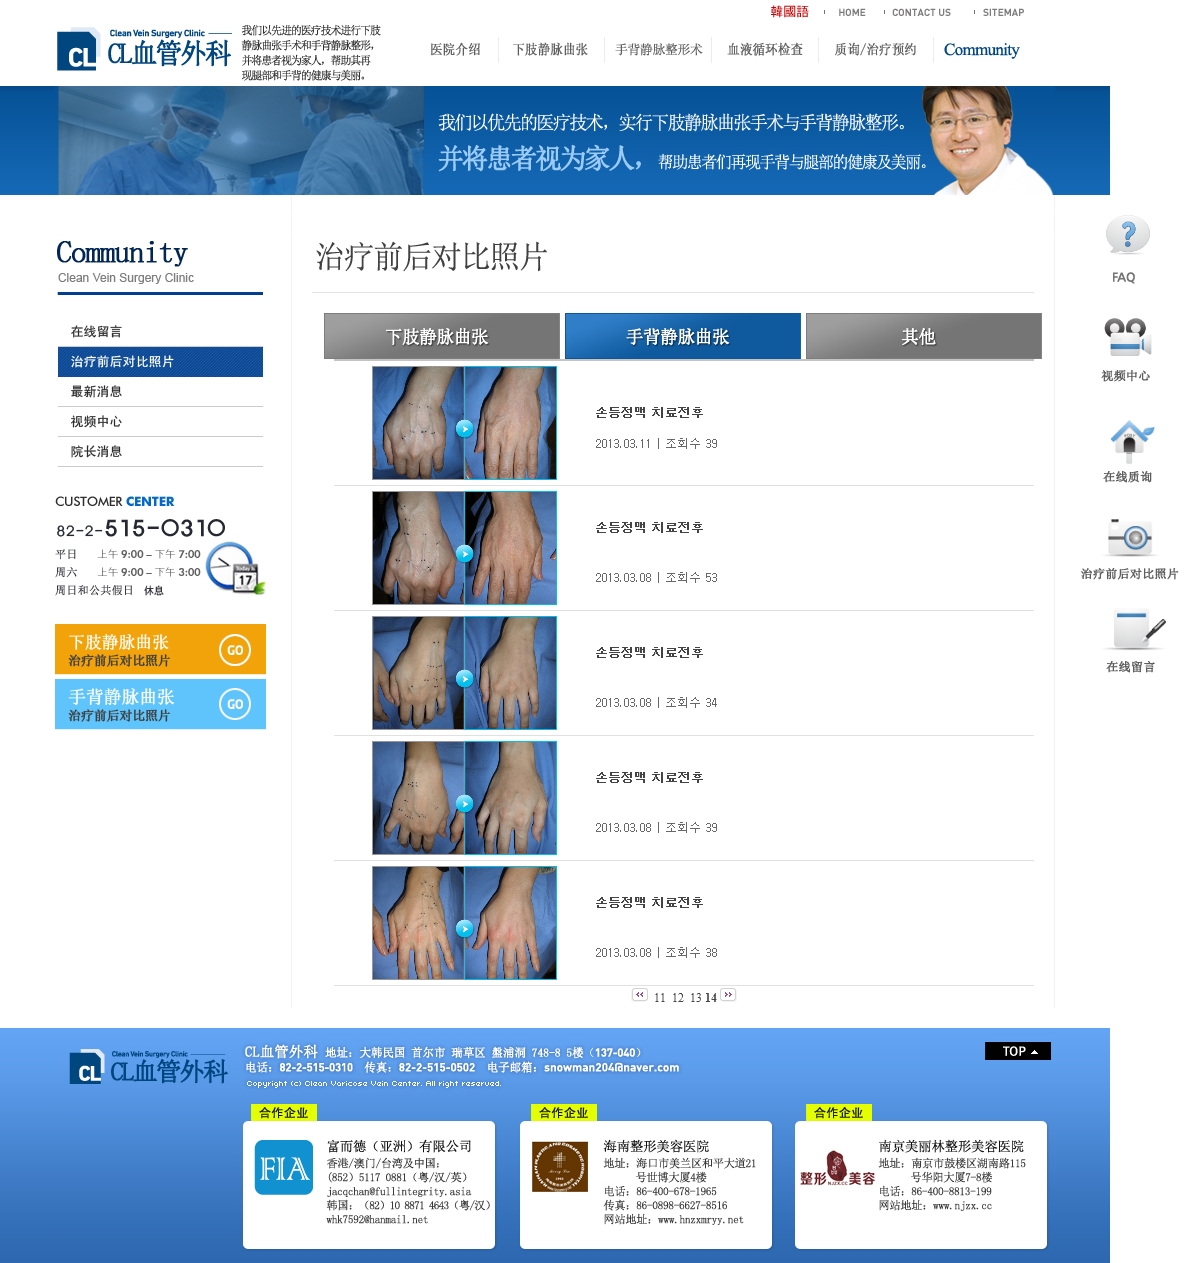 韓國語
HOME
CONTACT US
SITEMAP
Clean Vein Surgery Clinic
CL
CL血管外科
我们以先进的医疗技术进行下肢
静脉曲张手术和手背静脉整形,
并将患者视为家人, 帮助其再
现腿部和手背的健康与美丽。
医院介绍
下肢静脉曲张
手背静脉整形术
血液循环检查
质询/治疗预约
Community
我们以优先的医疗技术, 实行下肢静脉曲张手术与手背静脉整形。
并将患者视为家人, 帮助患者们再现手背与腿部的健康及美丽。
Community
Clean Vein Surgery Clinic
在线留言
治疗前后对比照片
最新消息
视频中心
院长消息
CUSTOMER CENTER
82-2-515-0310
平日 上午 9:00 – 下午 7:00
周六 上午 9:00 – 下午 3:00
周日和公共假日 休息
Today is
17
下肢静脉曲张
治疗前后对比照片
GO
手背静脉曲张
治疗前后对比照片
GO
治疗前后对比照片
下肢静脉曲张
手背静脉曲张
其他
손등정맥 치료전후
2013.03.11 | 조회수 39
손등정맥 치료전후
2013.03.08 | 조회수 53
손등정맥 치료전후
2013.03.08 | 조회수 34
손등정맥 치료전후
2013.03.08 | 조회수 39
손등정맥 치료전후
2013.03.08 | 조회수 38
11 12 13 14
FAQ
视频中心
在线质询
治疗前后对比照片
在线留言
Clean Vein Surgery Clinic
CL
CL血管外科
CL血管外科 地址: 大韩民国 首尔市 瑞草区 盤浦洞 748-8 5楼 (137-040)
电话: 82-2-515-0310 传真: 82-2-515-0502 电子邮箱: snowman204@naver.com
Copyright (c) Clean Varicose Vein Center. All right reserved.
TOP
合作企业
FIA
富而德 (亚洲) 有限公司
香港/澳门/台湾及中国:
(852) 5117 0881 (粤/汉/英)
jacqchan@fullintegrity.asia
韩国: (82) 10 8871 4643 (粤/汉)
whk7592@hanmail.net
合作企业
海南整形美容医院
地址: 海口市美兰区和平大道21
号世博大厦4楼
电话: 86-400-678-1965
传真: 86-0898-6627-8516
网站地址: www.hnzxmryy.net
合作企业
整形美容
NJZX.CC
南京美丽林整形美容医院
地址: 南京市鼓楼区湖南路115
号华阳大厦7-8楼
电话: 86-400-8813-199
网站地址: www.njzx.cc